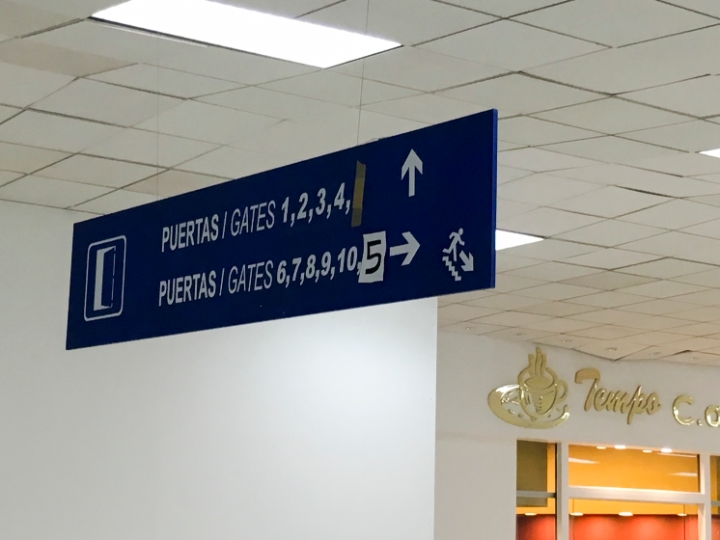 PUERTAS / GATES 1,2,3,4,
PUERTAS / GATES 6,7,8,9,10,5
Tempo